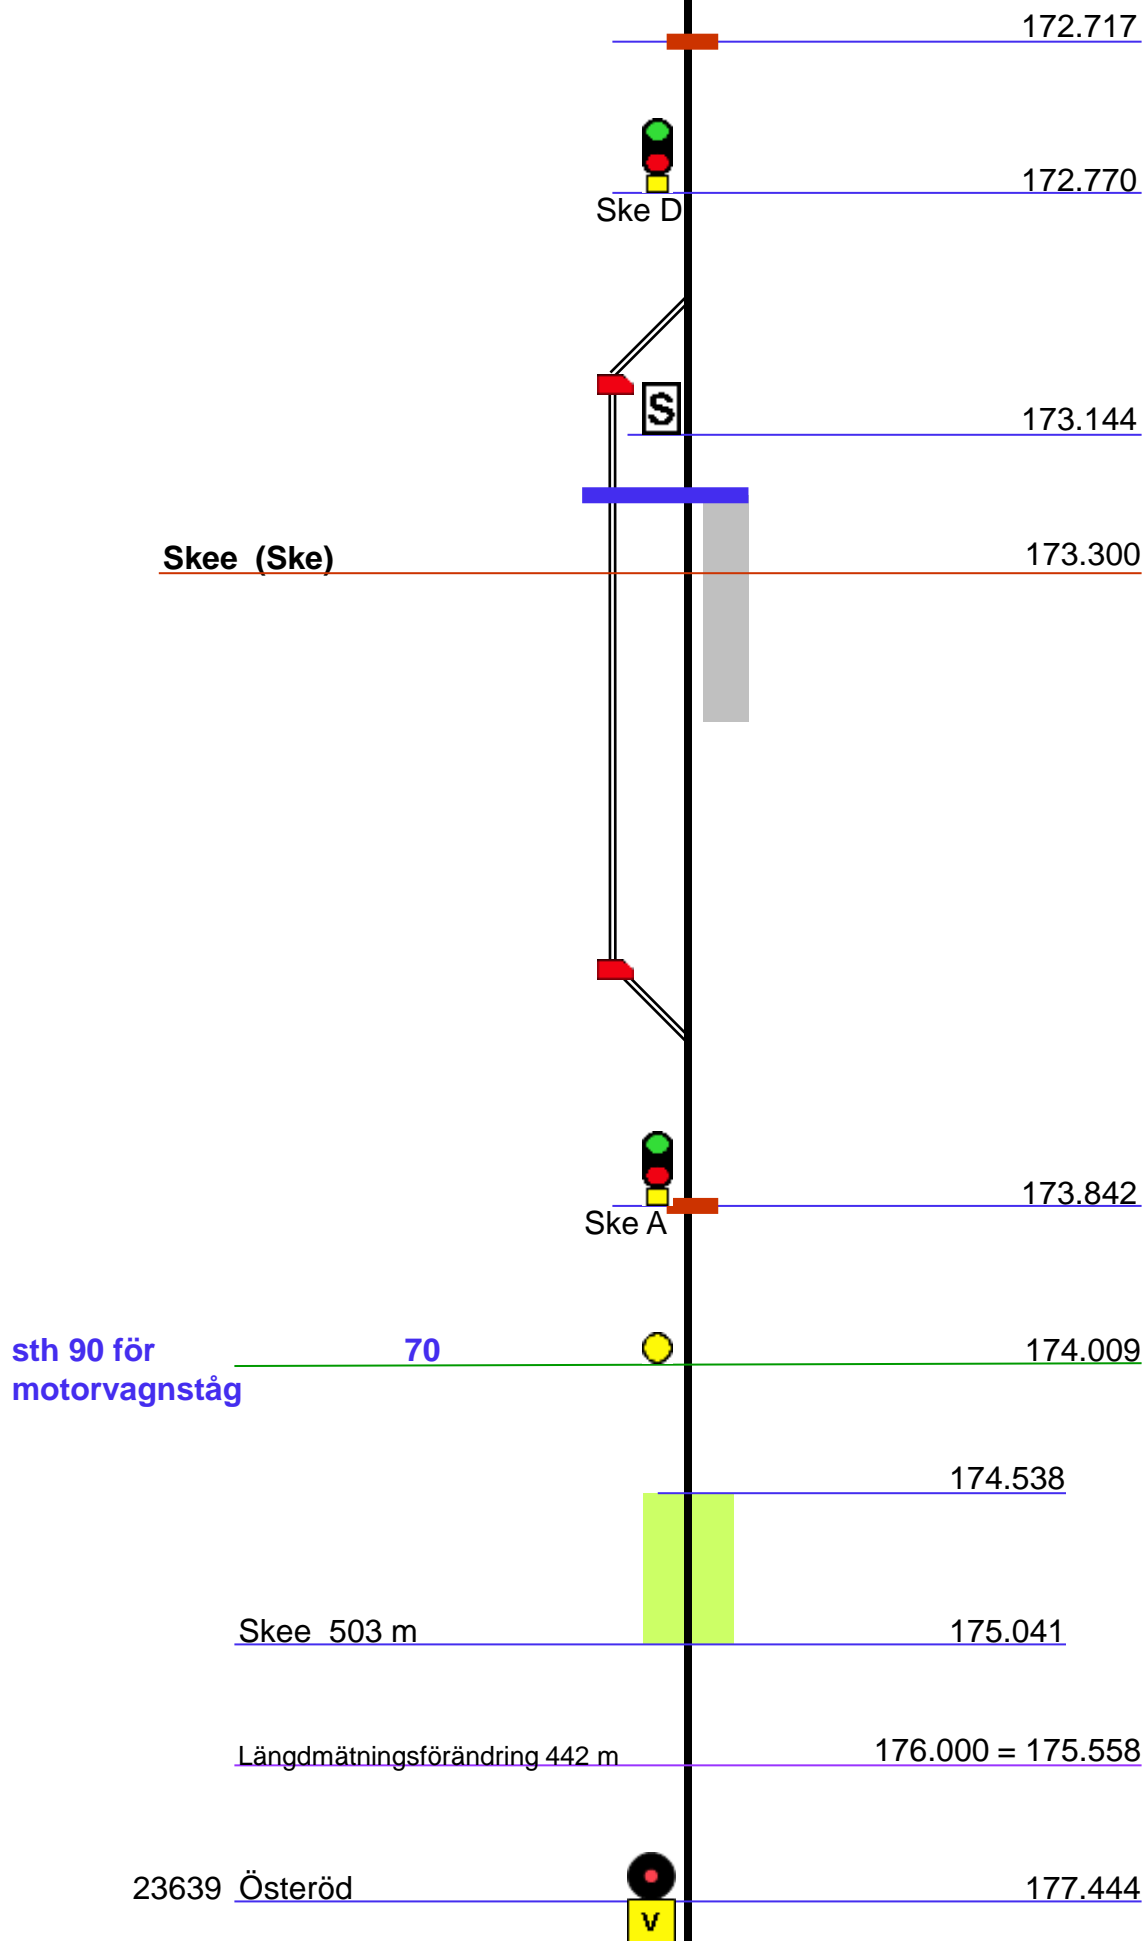 172.717
172.770
Ske D
S
173.144
Skee (Ske) 173.300
173.842
Ske A
sth 90 för 70 174.009
motorvagnståg
174.538
Skee 503 m 175.041
Längdmätningsförändring 442 m 176.000 = 175.558
23639 Österöd 177.444
V